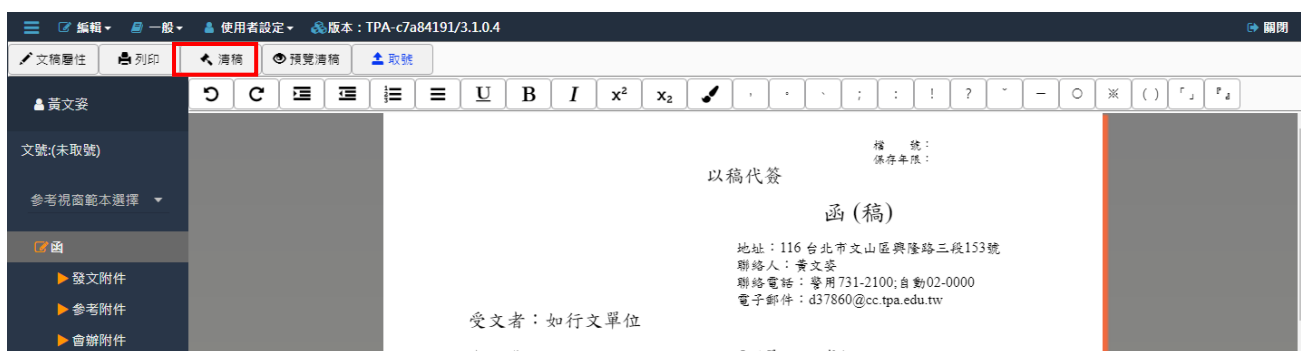 編輯 一般 使用者設定 版本：TPA-c7a84191/3.1.0.4 關閉
文稿屬性 列印 清稿 預覽清稿 取號
黃文姿
U B I x² x₂ ， 。 、 ； ： ！ ？ ˇ － ○ ※ ( ) 「」 『』
文號:(未取號)
檔 號：
保存年限：
以稿代簽
參考視窗範本選擇
函 (稿)
函
地址：116 台北市文山區興隆路三段153號
聯絡人：黃文姿
聯絡電話：警用731-2100;自動02-0000
電子郵件：d37860@cc.tpa.edu.tw
發文附件
參考附件
受文者：如行文單位
會辦附件